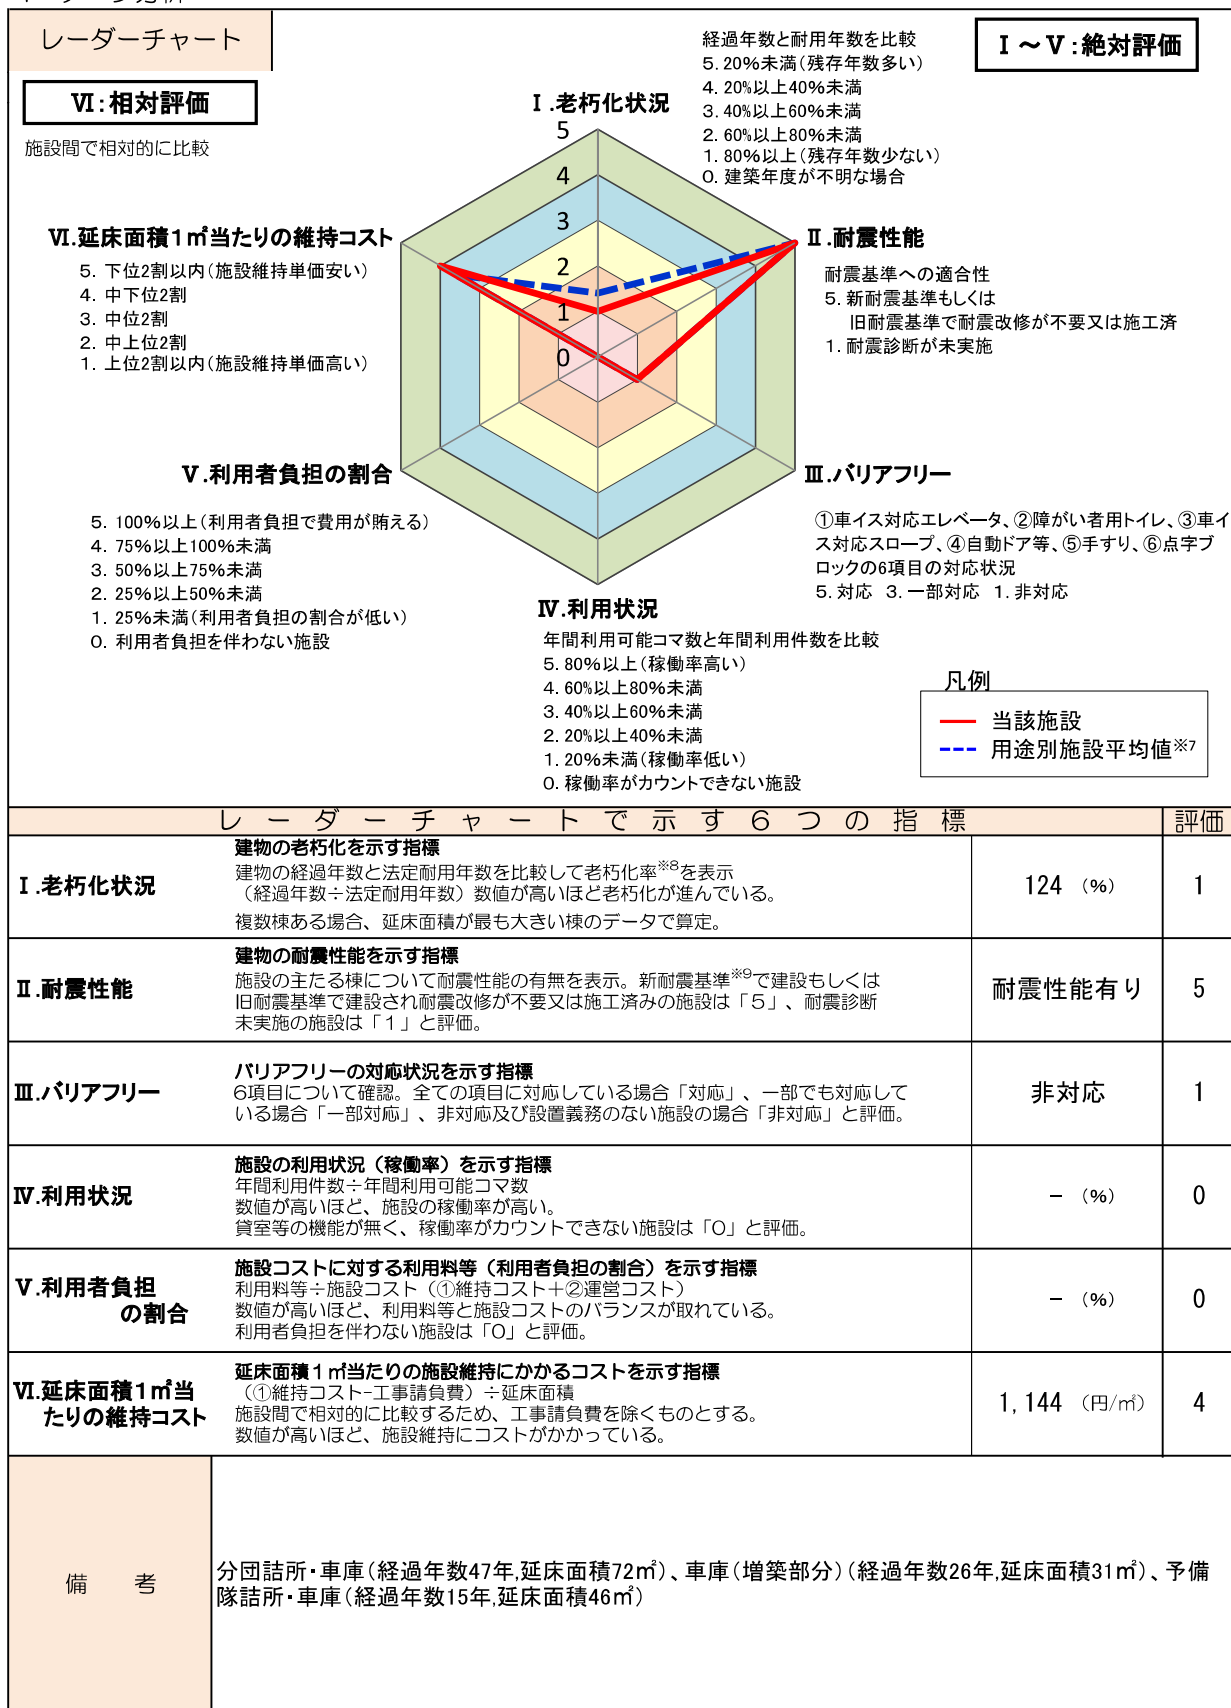 レーダーチャート
Ⅰ～Ⅴ：絶対評価
Ⅵ：相対評価
施設間で相対的に比較
経過年数と耐用年数を比較
5. 20%未満（残存年数多い）
4. 20%以上40%未満
3. 40%以上60%未満
2. 60%以上80%未満
1. 80%以上（残存年数少ない）
0. 建築年度が不明な場合
Ⅰ.老朽化状況
5
4
3
2
1
0
Ⅱ.耐震性能
耐震基準への適合性
5. 新耐震基準もしくは
旧耐震基準で耐震改修が不要又は施工済
1. 耐震診断が未実施
Ⅵ.延床面積１㎡当たりの維持コスト
5. 下位2割以内（施設維持単価安い）
4. 中下位2割
3. 中位2割
2. 中上位2割
1. 上位2割以内（施設維持単価高い）
Ⅴ.利用者負担の割合
5. 100%以上（利用者負担で費用が賄える）
4. 75%以上100%未満
3. 50%以上75%未満
2. 25%以上50%未満
1. 25%未満（利用者負担の割合が低い）
0. 利用者負担を伴わない施設
Ⅲ.バリアフリー
①車イス対応エレベータ、②障がい者用トイレ、③車イ
ス対応スロープ、④自動ドア等、⑤手すり、⑥点字ブ
ロックの6項目の対応状況
5. 対応 3. 一部対応 1. 非対応
Ⅳ.利用状況
年間利用可能コマ数と年間利用件数を比較
5. 80%以上（稼働率高い）
4. 60%以上80%未満
3. 40%以上60%未満
2. 20%以上40%未満
1. 20%未満（稼働率低い）
0. 稼働率がカウントできない施設
凡例
当該施設
用途別施設平均値※7
レーダーチャートで示す６つの指標 評価
Ⅰ.老朽化状況
建物の老朽化を示す指標
建物の経過年数と法定耐用年数を比較して老朽化率※8を表示
（経過年数÷法定耐用年数）数値が高いほど老朽化が進んでいる。
複数棟ある場合、延床面積が最も大きい棟のデータで算定。
124 （%） 1
Ⅱ.耐震性能
建物の耐震性能を示す指標
施設の主たる棟について耐震性能の有無を表示。新耐震基準※9で建設もしくは
旧耐震基準で建設され耐震改修が不要又は施工済みの施設は「５」、耐震診断
未実施の施設は「１」と評価。
耐震性能有り 5
Ⅲ.バリアフリー
バリアフリーの対応状況を示す指標
6項目について確認。全ての項目に対応している場合「対応」、一部でも対応して
いる場合「一部対応」、非対応及び設置義務のない施設の場合「非対応」と評価。
非対応 1
Ⅳ.利用状況
施設の利用状況（稼働率）を示す指標
年間利用件数÷年間利用可能コマ数
数値が高いほど、施設の稼働率が高い。
貸室等の機能が無く、稼働率がカウントできない施設は「０」と評価。
－ （%） 0
Ⅴ.利用者負担
の割合
施設コストに対する利用料等（利用者負担の割合）を示す指標
利用料等÷施設コスト（①維持コスト＋②運営コスト）
数値が高いほど、利用料等と施設コストのバランスが取れている。
利用者負担を伴わない施設は「０」と評価。
－ （%） 0
Ⅵ.延床面積１㎡当
たりの維持コスト
延床面積１㎡当たりの施設維持にかかるコストを示す指標
（①維持コスト-工事請負費）÷延床面積
施設間で相対的に比較するため、工事請負費を除くものとする。
数値が高いほど、施設維持にコストがかかっている。
1,144 （円/㎡） 4
備考
分団詰所・車庫（経過年数47年,延床面積72㎡）、車庫（増築部分）（経過年数26年,延床面積31㎡）、予備
隊詰所・車庫（経過年数15年,延床面積46㎡）